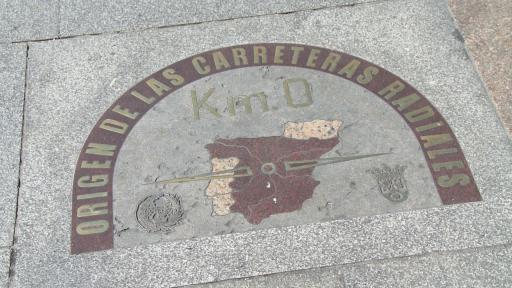 ORIGEN DE LAS CARRETERAS RADIALES
Km.0